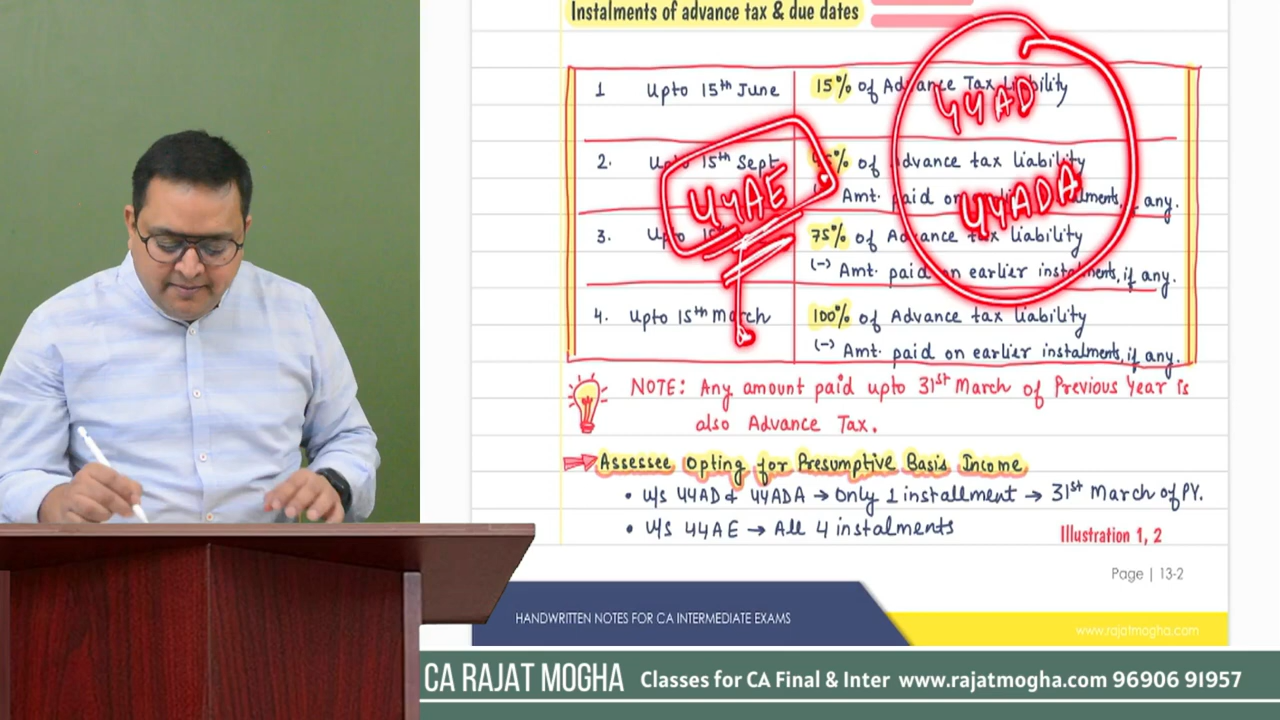 Instalments of advance tax & due dates
1 Upto 15th June 15% of Advance Tax Liability
44AD
2. Upto 15th Sept 45% of Advance tax liability
44AE
Amt. paid on instalments, if any.
44ADA
3. Upto 75% of Advance tax liability
(-) Amt. paid on earlier instalments, if any.
4. Upto 15th March 100% of Advance tax liability
(-) Amt. paid on earlier instalments, if any.
NOTE: Any amount paid upto 31st March of Previous Year is
also Advance Tax.
Assessee Opting for Presumptive Basis Income
• u/s 44AD & 44ADA → Only 1 installment → 31st March of PY.
• u/s 44AE → All 4 instalments
Illustration 1, 2
Page | 13-2
HANDWRITTEN NOTES FOR CA INTERMEDIATE EXAMS
www.rajatmogha.com
CA RAJAT MOGHA Classes for CA Final & Inter www.rajatmogha.com 96906 91957